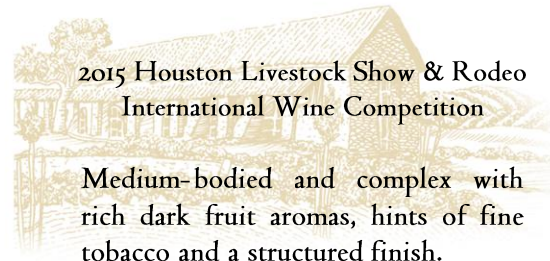 2015 Houston Livestock Show & Rodeo
International Wine Competition
Medium-bodied and complex with
rich dark fruit aromas, hints of fine
tobacco and a structured finish.